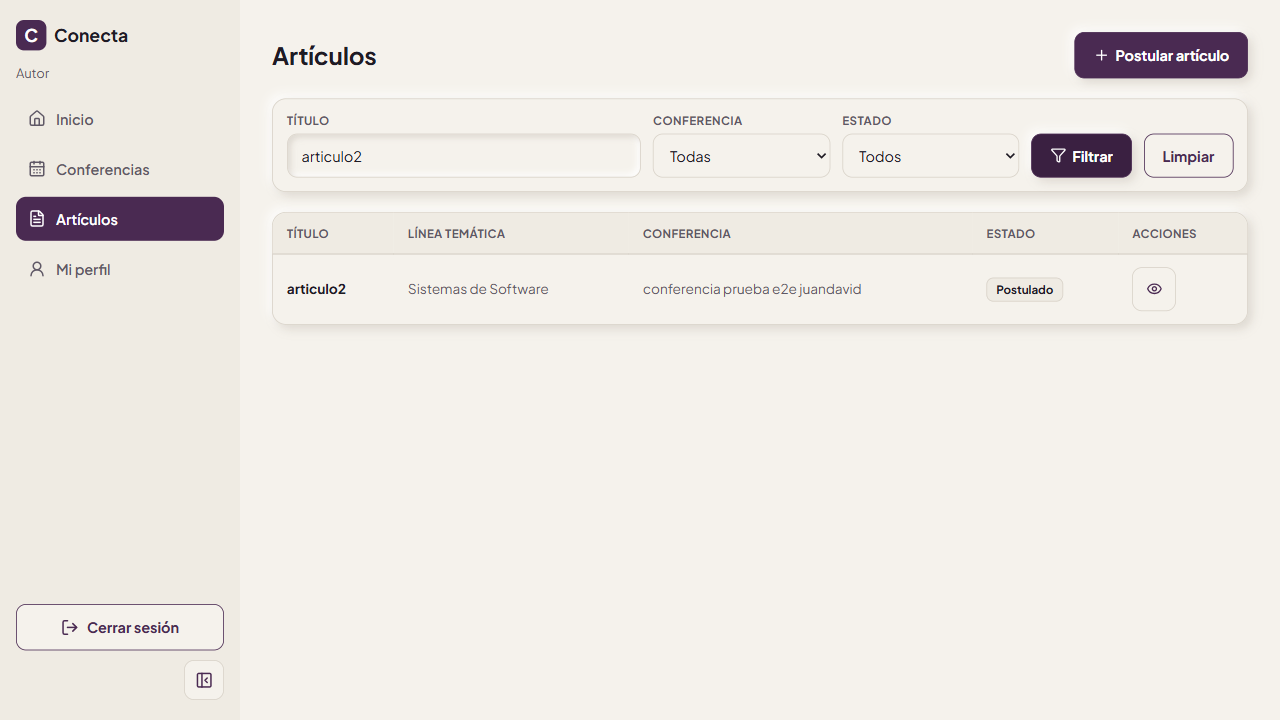 C Conecta
Autor
Inicio
Conferencias
Artículos
Mi perfil
Cerrar sesión
Artículos
Postular artículo
TÍTULO
CONFERENCIA
ESTADO
articulo2
Todas
Todos
Filtrar
Limpiar
TÍTULO LÍNEA TEMÁTICA CONFERENCIA ESTADO ACCIONES
articulo2 Sistemas de Software conferencia prueba e2e juandavid Postulado